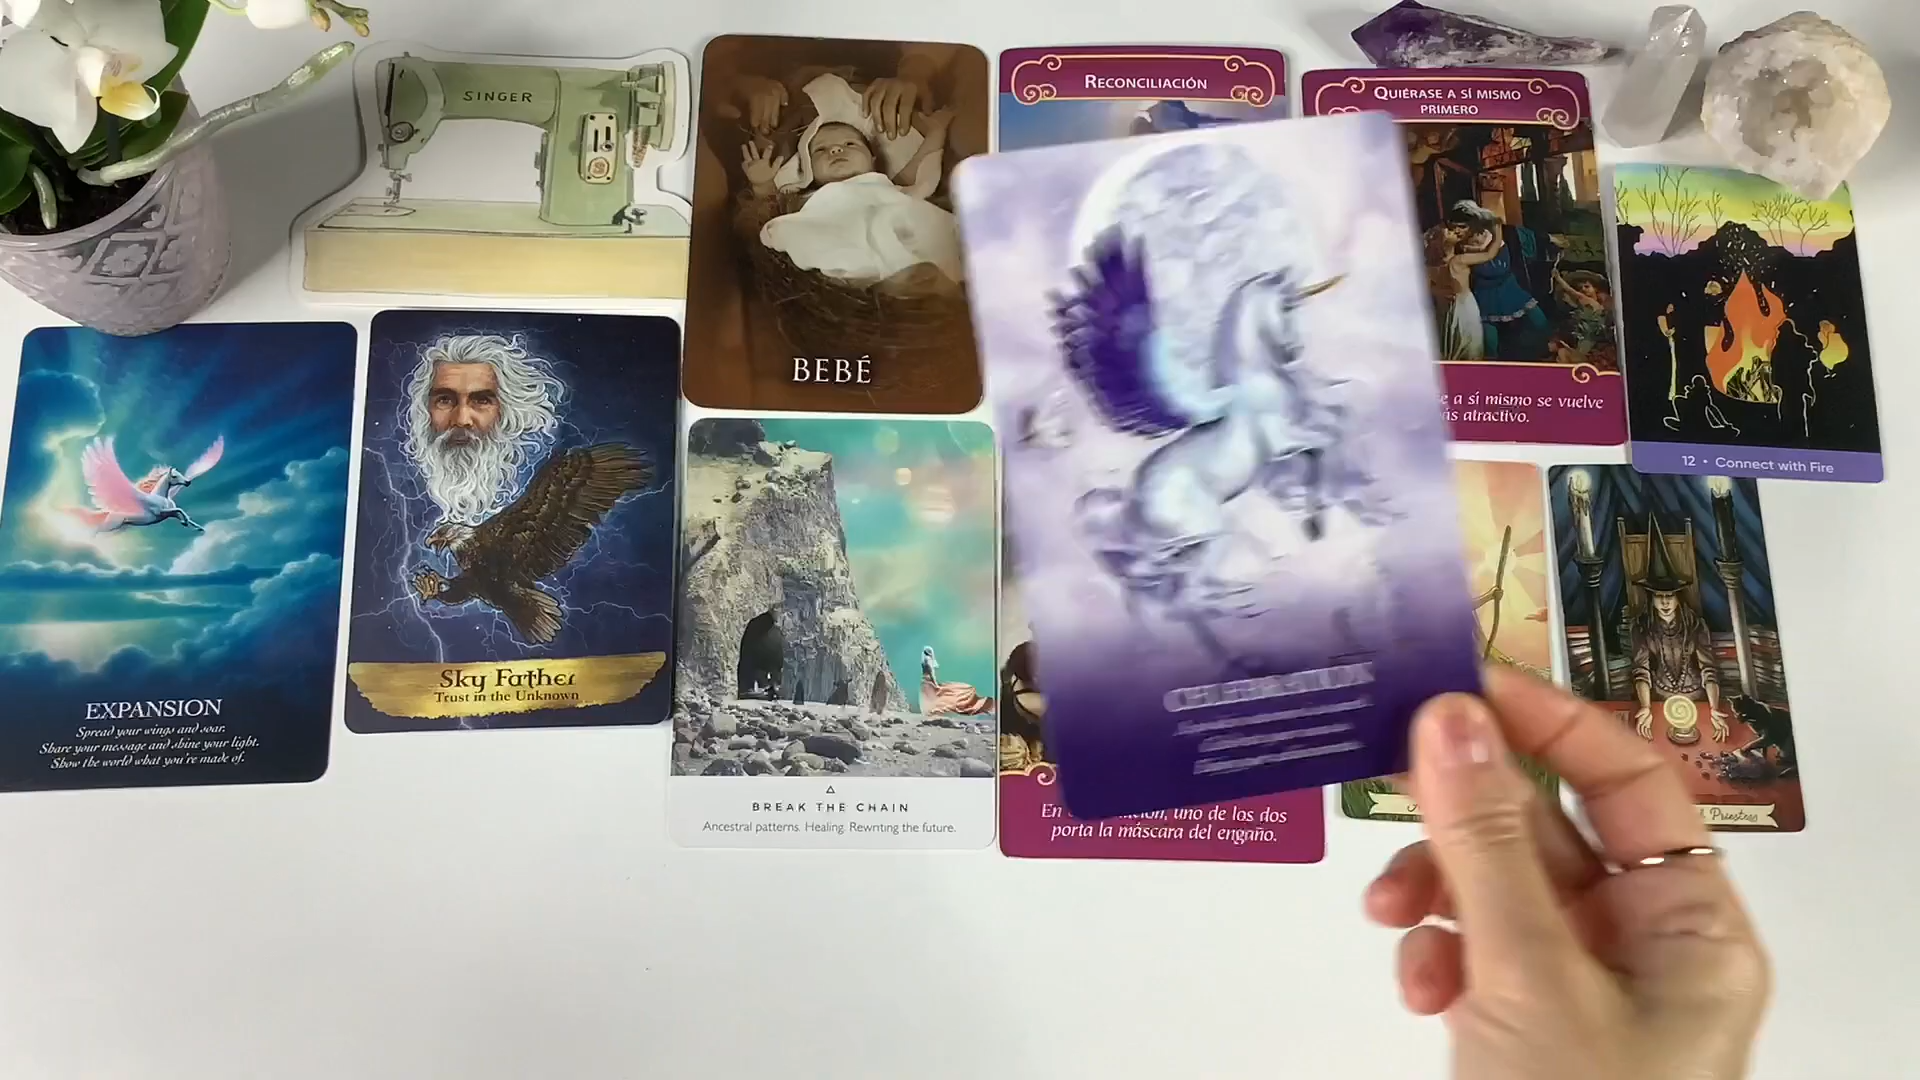 SINGER
S
BEBÉ
RECONCILIACIÓN
QUIÉRASE A SÍ MISMO
PRIMERO
a sí mismo se vuelve
atractivo.
12 • Connect with Fire
EXPANSION
Spread your wings and soar.
Share your message and shine your light.
Show the world what you're made of.
Sky Father
Trust in the Unknown
BREAK THE CHAIN
Ancestral patterns. Healing. Rewriting the future.
CELEBRATION
En
uno de los dos
porta la máscara del engaño.
Priestess